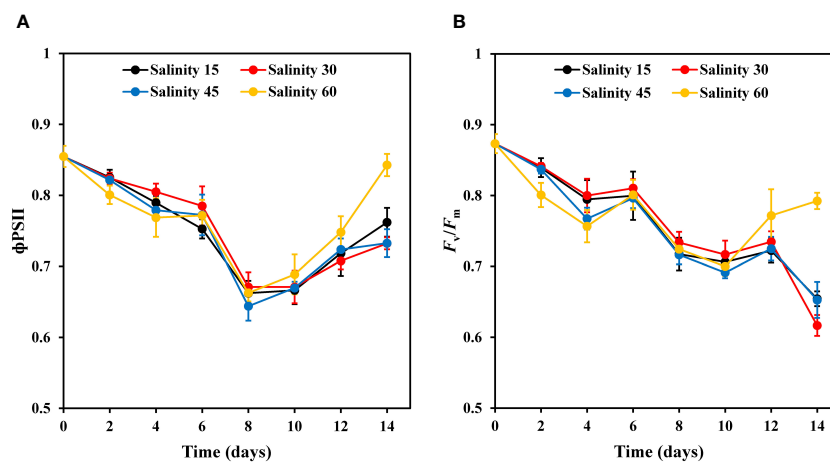 A
B
Salinity 15 Salinity 30
Salinity 45 Salinity 60
ϕPSII
1
0.9
0.8
0.7
0.6
0.5
0 2 4 6 8 10 12 14
Time (days)
Salinity 15 Salinity 30
Salinity 45 Salinity 60
Fv/Fm
1
0.9
0.8
0.7
0.6
0.5
0 2 4 6 8 10 12 14
Time (days)